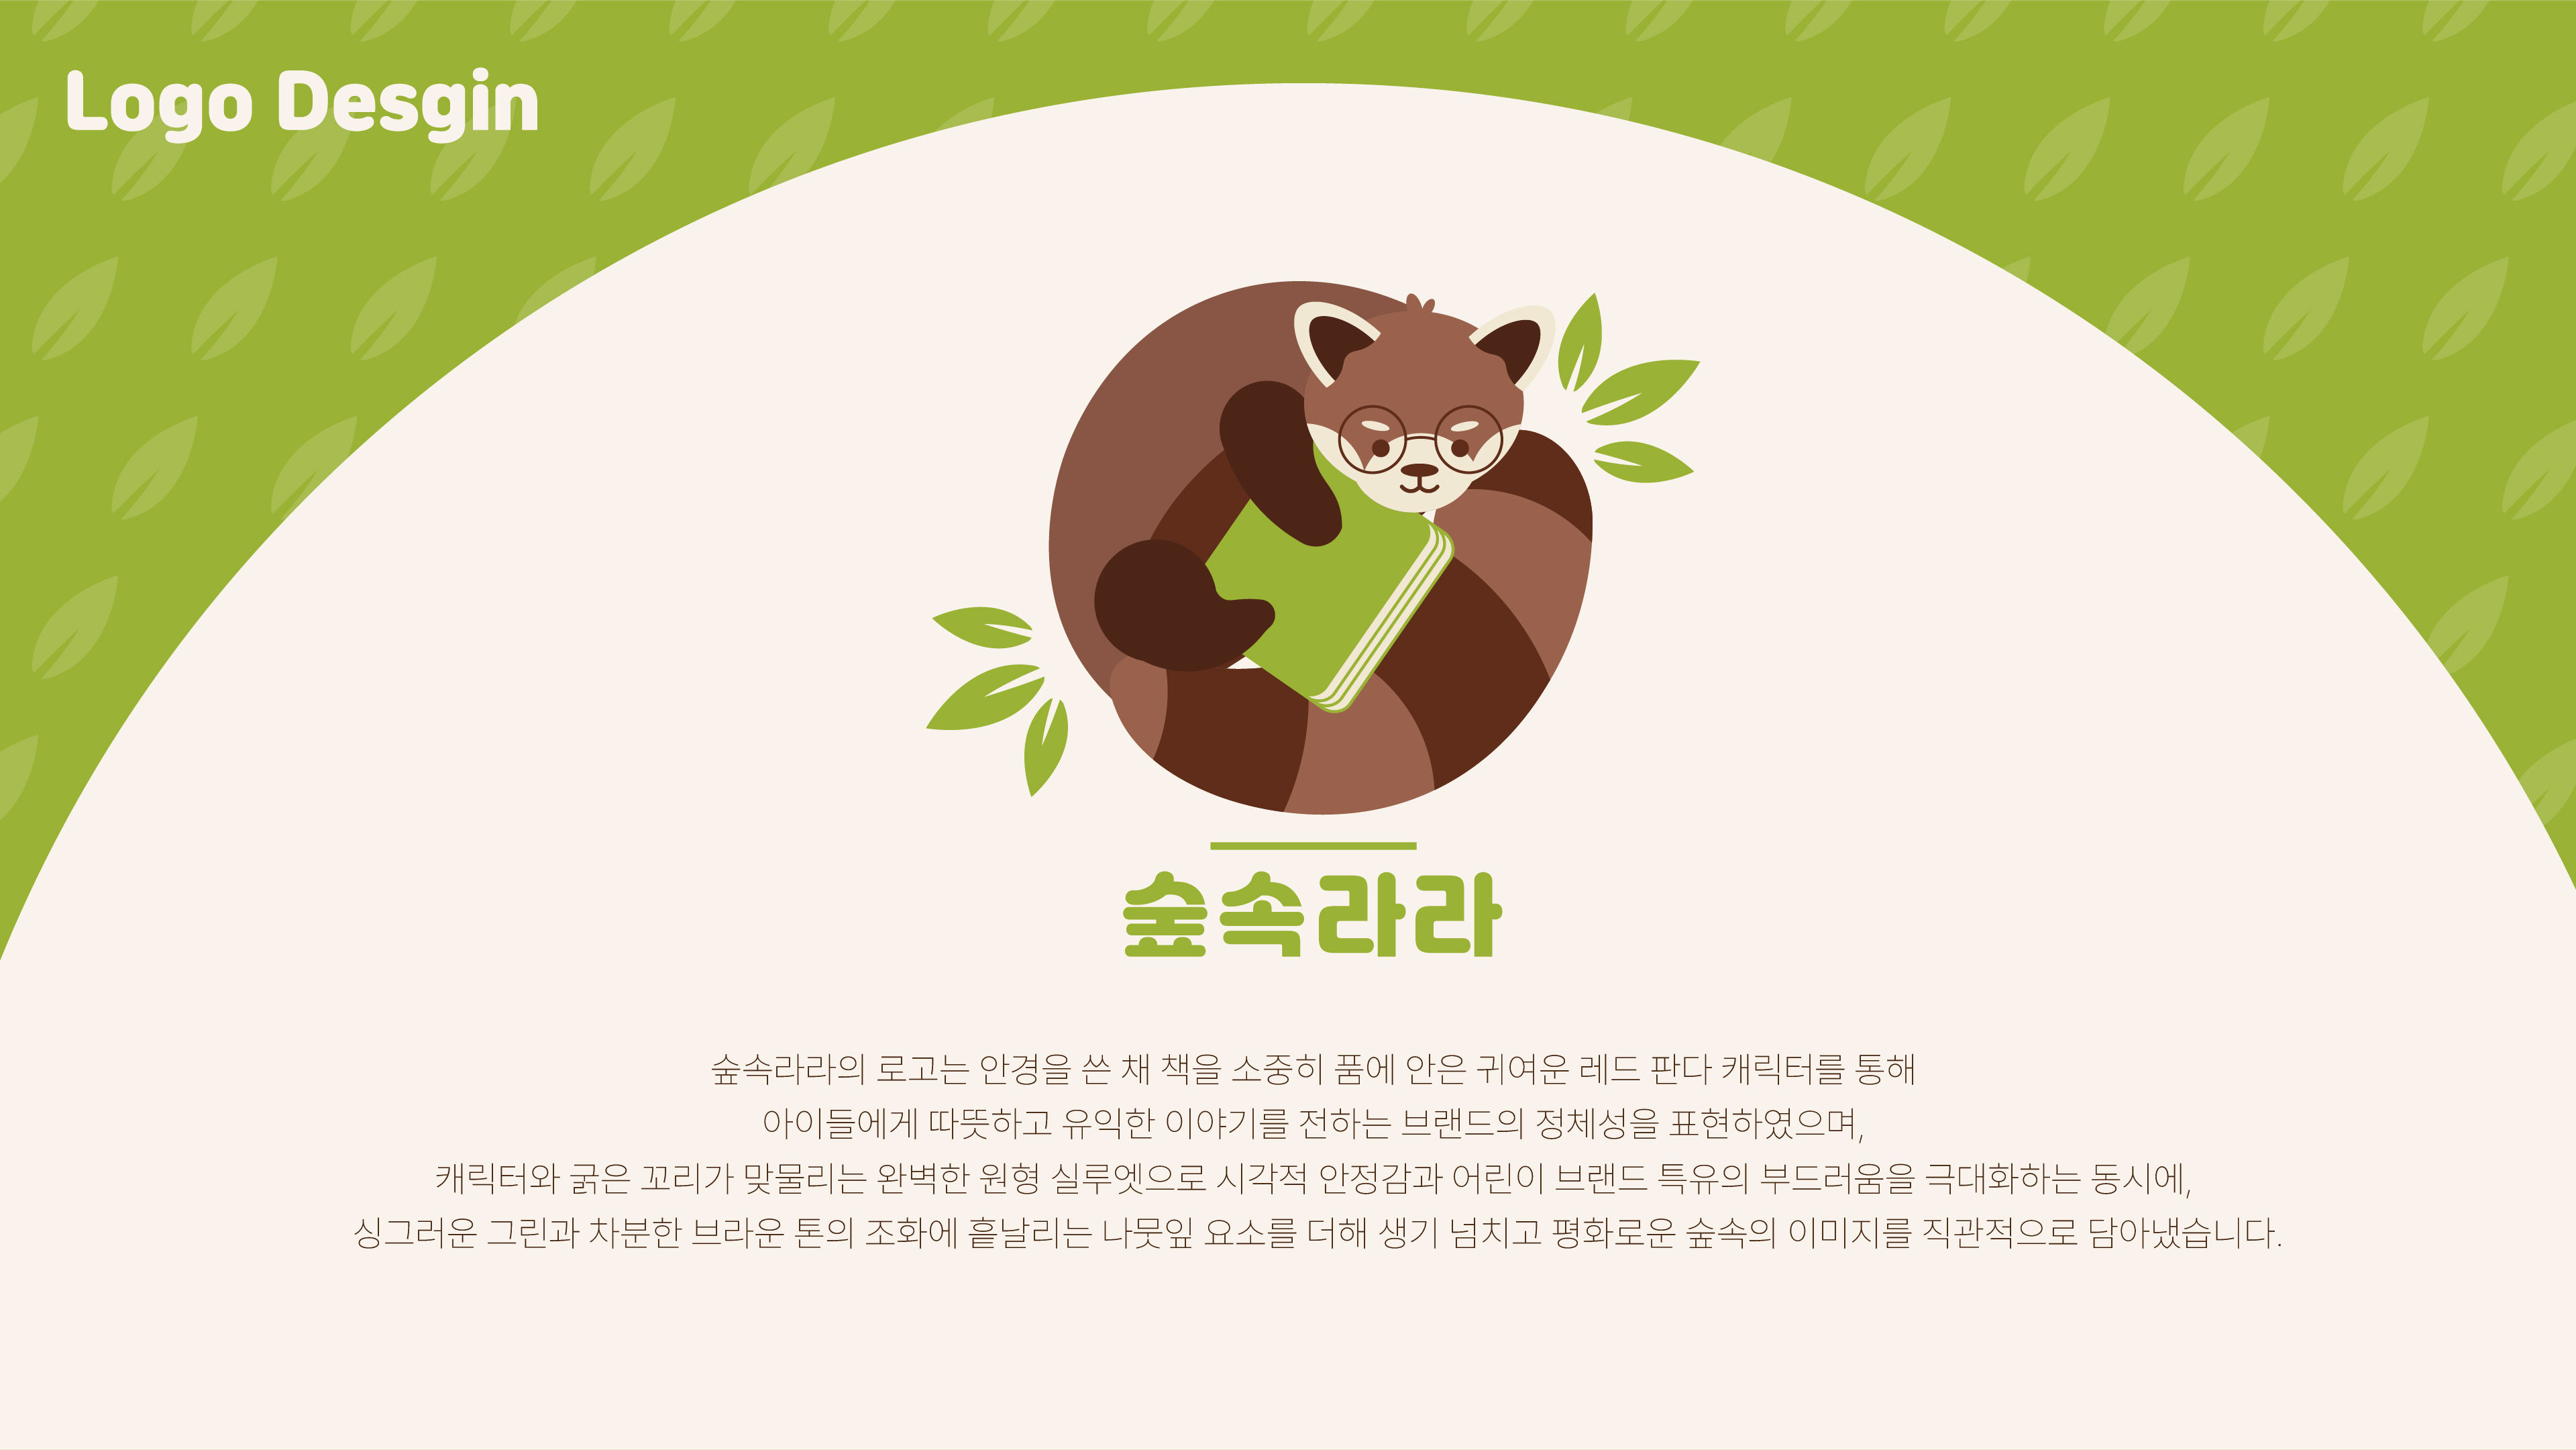 Logo Desgin
숲속라라
숲속라라의 로고는 안경을 쓴 채 책을 소중히 품에 안은 귀여운 레드 판다 캐릭터를 통해
아이들에게 따뜻하고 유익한 이야기를 전하는 브랜드의 정체성을 표현하였으며,
캐릭터와 굵은 꼬리가 맞물리는 완벽한 원형 실루엣으로 시각적 안정감과 어린이 브랜드 특유의 부드러움을 극대화하는 동시에,
싱그러운 그린과 차분한 브라운 톤의 조화에 흩날리는 나뭇잎 요소를 더해 생기 넘치고 평화로운 숲속의 이미지를 직관적으로 담아냈습니다.